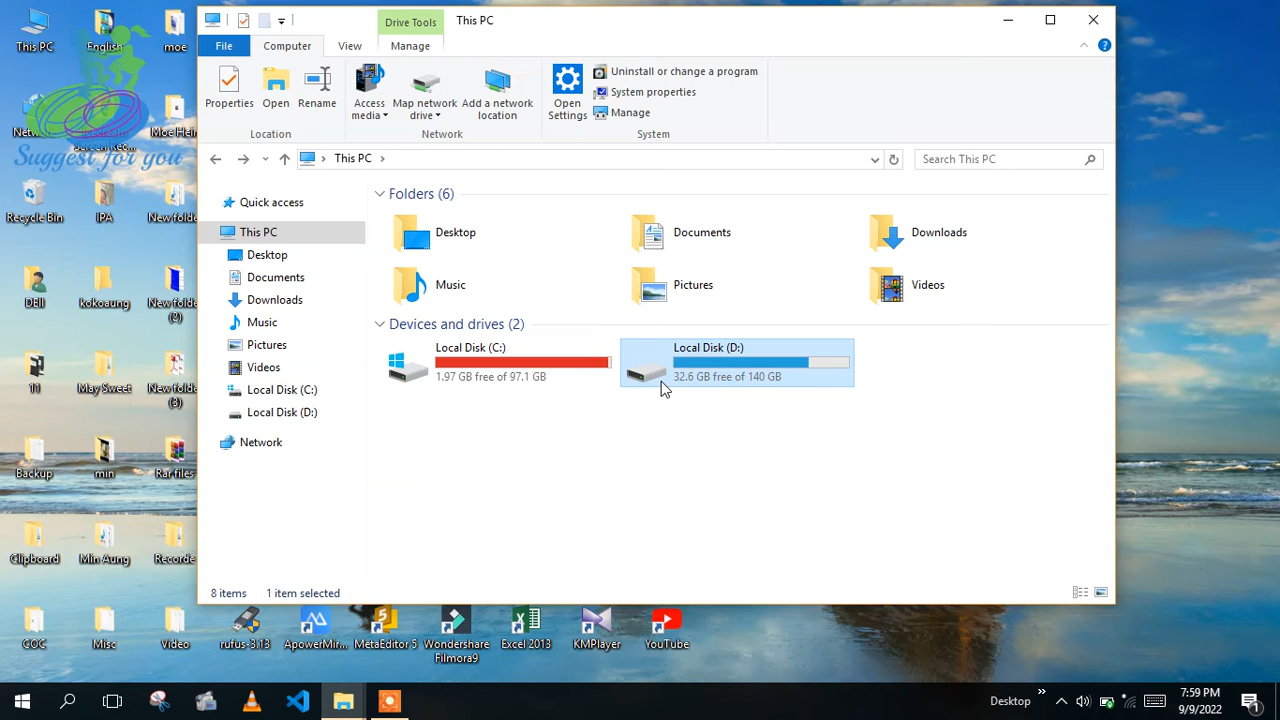 This PC
English
moe
Drive Tools
This PC
File
Computer
View
Manage
Properties
Open
Rename
Access media
Map network drive
Add a network location
Open Settings
Uninstall or change a program
System properties
Manage
Location
Network
System
Suggest for you
Moe Hein
This PC
Search This PC
Recycle Bin
IPA
New folder
DELL
kokoaung
New folder (2)
11
May Sweet
New folder (3)
Backup
min
Rar files
Clipboard
Min Aung
COC
Misc
Video
Quick access
This PC
Desktop
Documents
Downloads
Music
Pictures
Videos
Local Disk (C:)
Local Disk (D:)
Network
Folders (6)
Desktop
Documents
Downloads
Music
Pictures
Videos
Devices and drives (2)
Local Disk (C:)
1.97 GB free of 97.1 GB
Local Disk (D:)
32.6 GB free of 140 GB
8 items
1 item selected
rufus-3.13
ApowerMir...
MetaEditor 5
Wondershare Filmora9
Excel 2013
KMPlayer
YouTube
Desktop
7:59 PM
9/9/2022